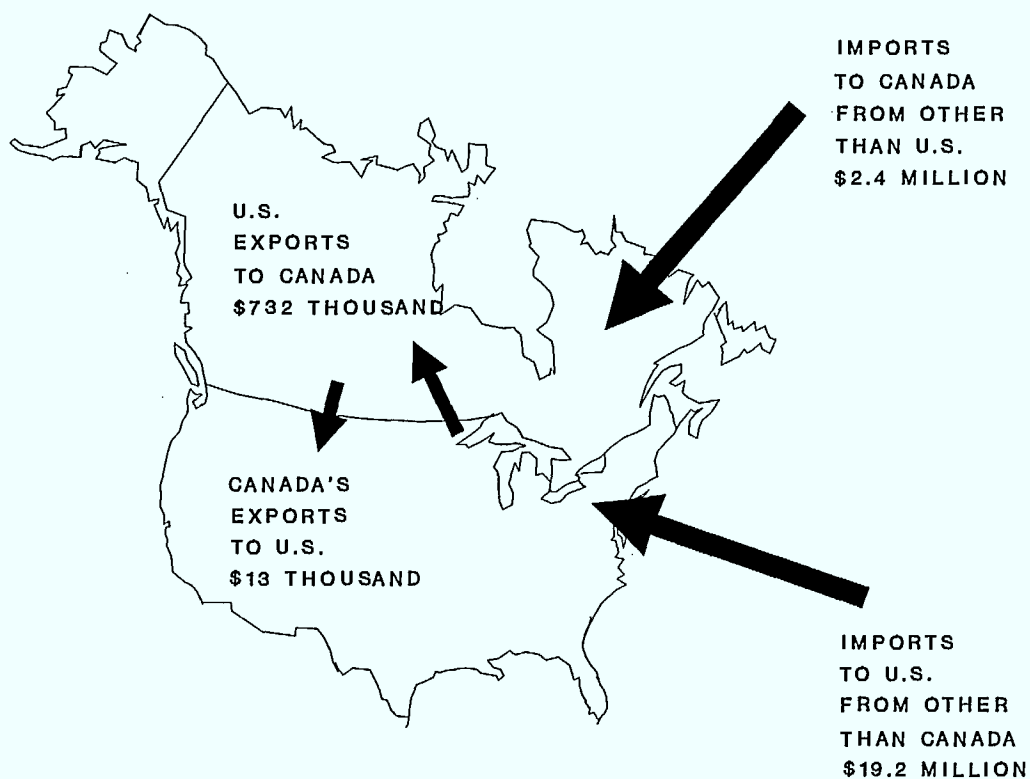 IMPORTS
TO CANADA
FROM OTHER
THAN U.S.
$2.4 MILLION
U.S.
EXPORTS
TO CANADA
$732 THOUSAND
CANADA'S
EXPORTS
TO U.S.
$13 THOUSAND
IMPORTS
TO U.S.
FROM OTHER
THAN CANADA
$19.2 MILLION